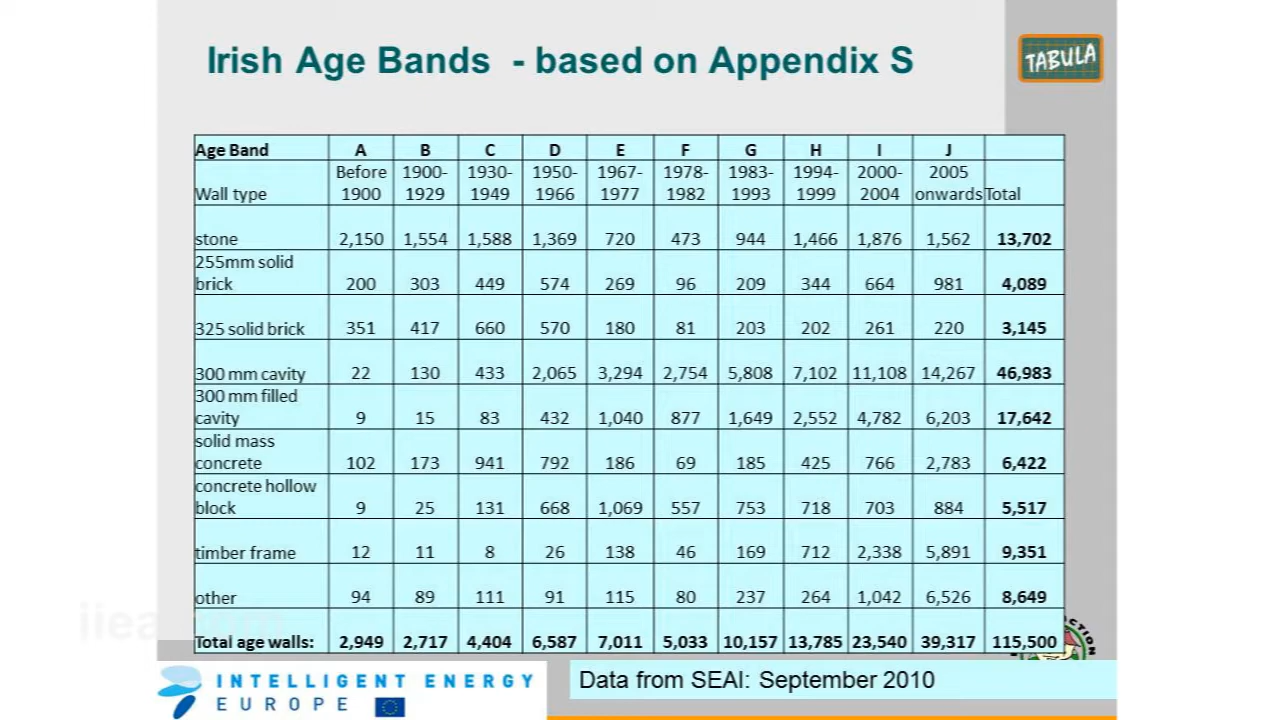 Irish Age Bands - based on Appendix S
TABULA
Age Band A B C D E F G H I J
Wall type Before 1900 1900-1929 1930-1949 1950-1966 1967-1977 1978-1982 1983-1993 1994-1999 2000-2004 2005 onwards Total
stone 2,150 1,554 1,588 1,369 720 473 944 1,466 1,876 1,562 13,702
255mm solid brick 200 303 449 574 269 96 209 344 664 981 4,089
325 solid brick 351 417 660 570 180 81 203 202 261 220 3,145
300 mm cavity 22 130 433 2,065 3,294 2,754 5,808 7,102 11,108 14,267 46,983
300 mm filled cavity 9 15 83 432 1,040 877 1,649 2,552 4,782 6,203 17,642
solid mass concrete 102 173 941 792 186 69 185 425 766 2,783 6,422
concrete hollow block 9 25 131 668 1,069 557 753 718 703 884 5,517
timber frame 12 11 8 26 138 46 169 712 2,338 5,891 9,351
other 94 89 111 91 115 80 237 264 1,042 6,526 8,649
Total age walls: 2,949 2,717 4,404 6,587 7,011 5,033 10,157 13,785 23,540 39,317 115,500
INTELLIGENT ENERGY
EUROPE
Data from SEAI: September 2010